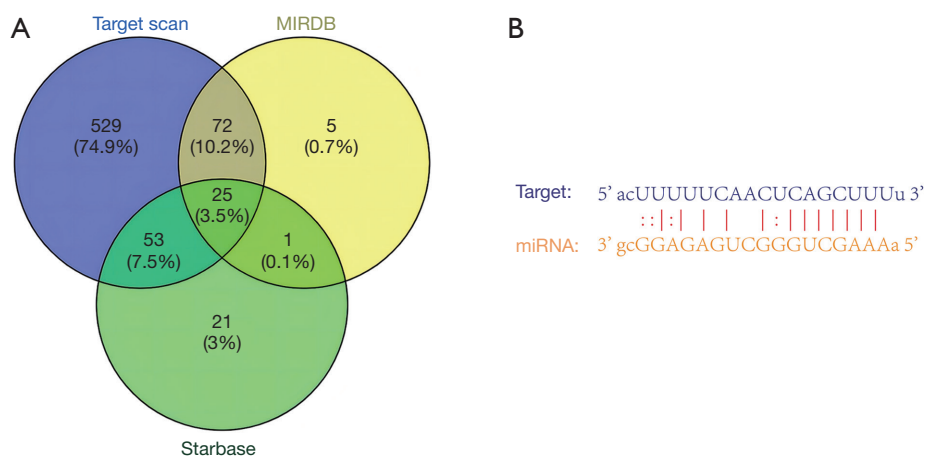 A
Target scan
MIRDB
529
(74.9%)
72
(10.2%)
5
(0.7%)
25
(3.5%)
53
(7.5%)
1
(0.1%)
21
(3%)
Starbase
B
Target: 5’ acUUUUUCAACUCAGCUUUu 3’
miRNA: 3’ gcGGAGAGUCGGGUCGAAAa 5’